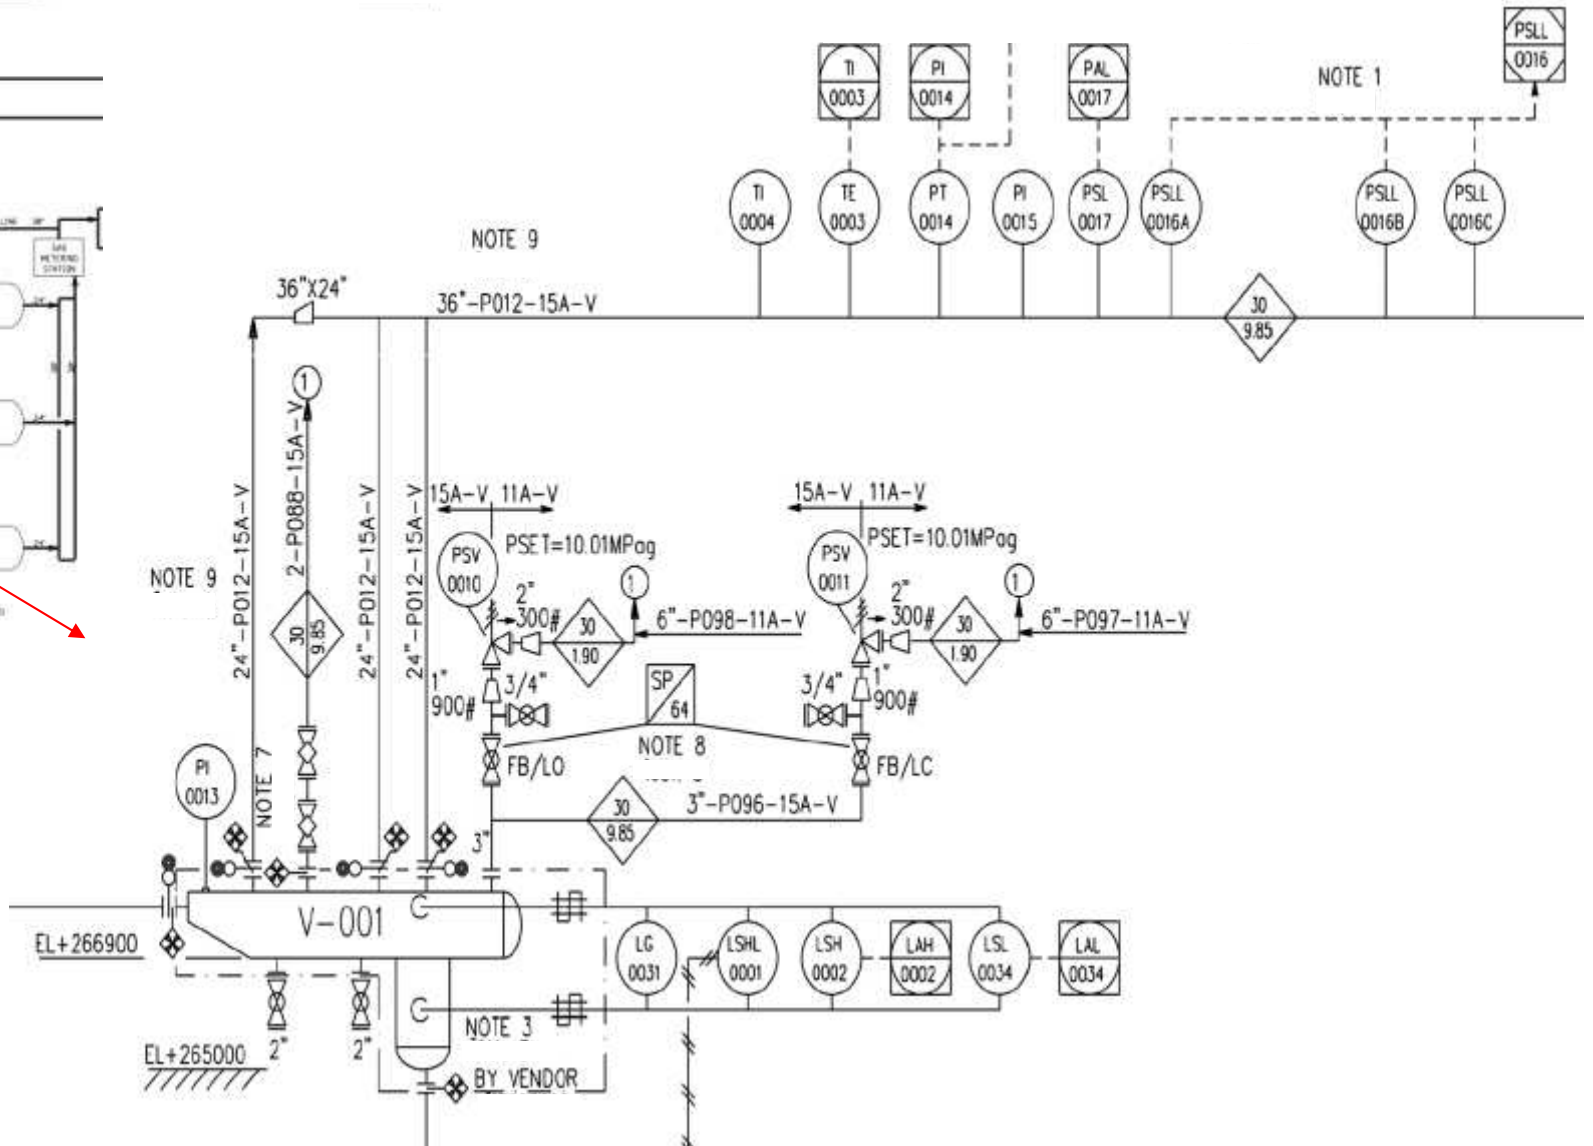 PSLL
0016
TI
0003
PI
0014
PAL
0017
NOTE 1
TI
0004
TE
0003
PT
0014
PI
0015
PSL
0017
PSLL
0016A
PSLL
0016B
PSLL
0016C
GAS
METERING
STATION
NOTE 9
36"X24"
36"-P012-15A-V
30
9.85
1
24"-P012-15A-V
2-P088-15A-V
24"-P012-15A-V
24"-P012-15A-V
NOTE 9
30
9.85
15A-V 11A-V
PSV
0010
PSET=10.01MPag
2"
300#
30
1.90
1
6"-P098-11A-V
1"
900#
3/4"
FB/LO
SP
64
NOTE 8
15A-V 11A-V
PSV
0011
PSET=10.01MPag
2"
300#
30
1.90
1
6"-P097-11A-V
3/4"
1"
900#
FB/LC
PI
0013
NOTE 7
30
9.85
3"-P096-15A-V
3"
V-001
EL+266900
LG
0031
LSHL
0001
LSH
0002
LAH
0002
LSL
0034
LAL
0034
NOTE 3
EL+265000
2"
2"
BY VENDOR